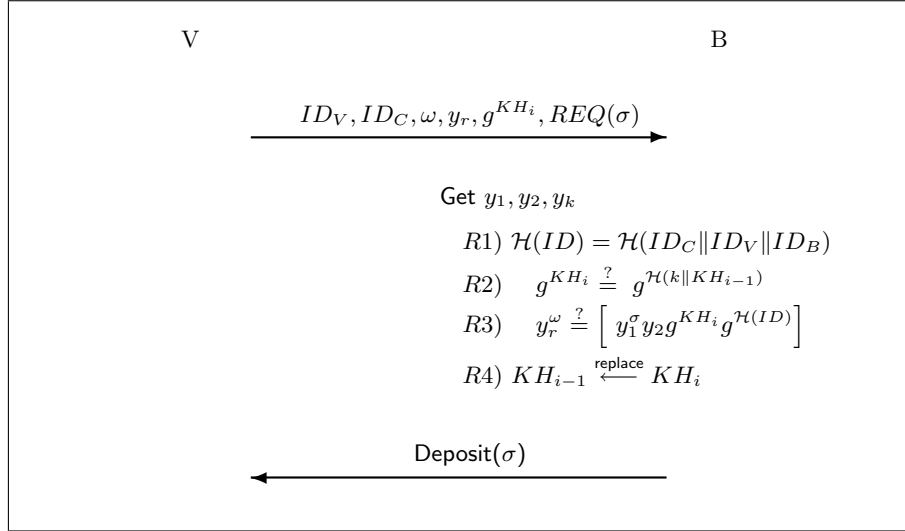 V B
ID_V, ID_C, ω, y_r, g^{KH_i}, REQ(σ)
Get y_1, y_2, y_k
R1) ℋ(ID) = ℋ(ID_C‖ID_V‖ID_B)
R2) g^{KH_i} ≟ g^{ℋ(k‖KH_{i−1})}
R3) y_r^ω ≟ [ y_1^σ y_2 g^{KH_i} g^{ℋ(ID)} ]
R4) KH_{i−1} \overset{replace}{←} KH_i
Deposit(σ)